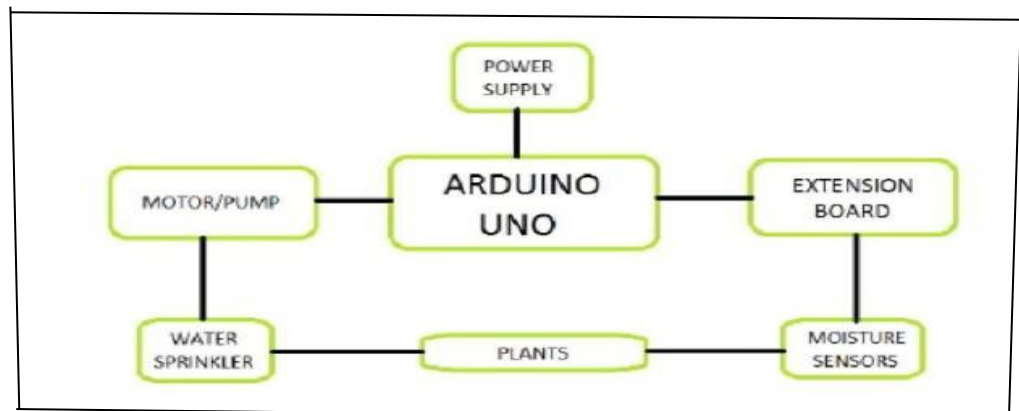 POWER
SUPPLY
MOTOR/PUMP
ARDUINO
UNO
EXTENSION
BOARD
WATER
SPRINKLER
PLANTS
MOISTURE
SENSORS